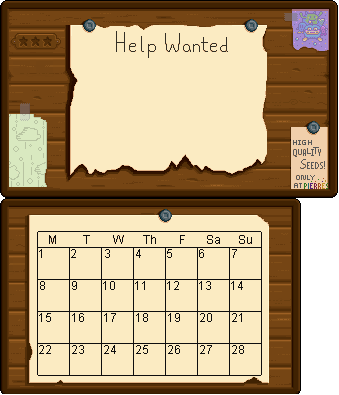 Help Wanted
HIGH
QUALITY
SEEDS!
ONLY...
AT PIERRE'S
M T W Th F Sa Su
1 2 3 4 5 6 7
8 9 10 11 12 13 14
15 16 17 18 19 20 21
22 23 24 25 26 27 28